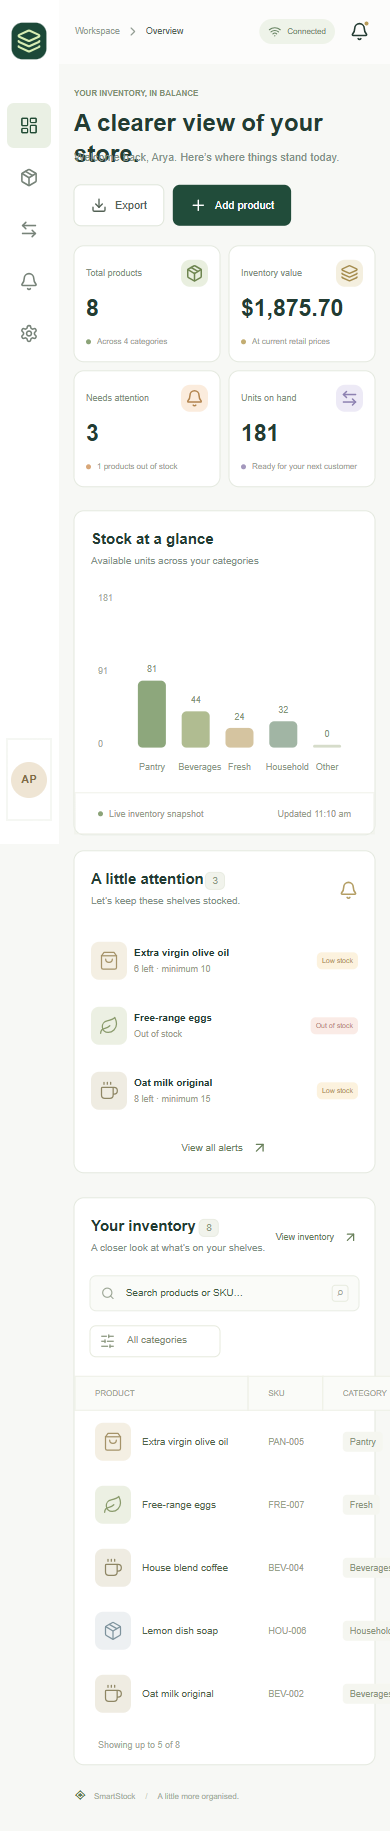 Workspace > Overview
Connected
YOUR INVENTORY, IN BALANCE
A clearer view of your
store.
Welcome back, Arya. Here's where things stand today.
Export
Add product
Total products
8
Across 4 categories
Inventory value
$1,875.70
At current retail prices
Needs attention
3
1 products out of stock
Units on hand
181
Ready for your next customer
Stock at a glance
Available units across your categories
181
91
0
81
44
24
32
0
Pantry
Beverages
Fresh
Household
Other
Live inventory snapshot
Updated 11:10 am
AP
A little attention 3
Let's keep these shelves stocked.
Extra virgin olive oil
6 left · minimum 10
Low stock
Free-range eggs
Out of stock
Out of stock
Oat milk original
8 left · minimum 15
Low stock
View all alerts
Your inventory 8
A closer look at what's on your shelves.
View inventory
Search products or SKU...
All categories
PRODUCT SKU CATEGORY
Extra virgin olive oil PAN-005 Pantry
Free-range eggs FRE-007 Fresh
House blend coffee BEV-004 Beverages
Lemon dish soap HOU-006 Household
Oat milk original BEV-002 Beverages
Showing up to 5 of 8
SmartStock / A little more organised.